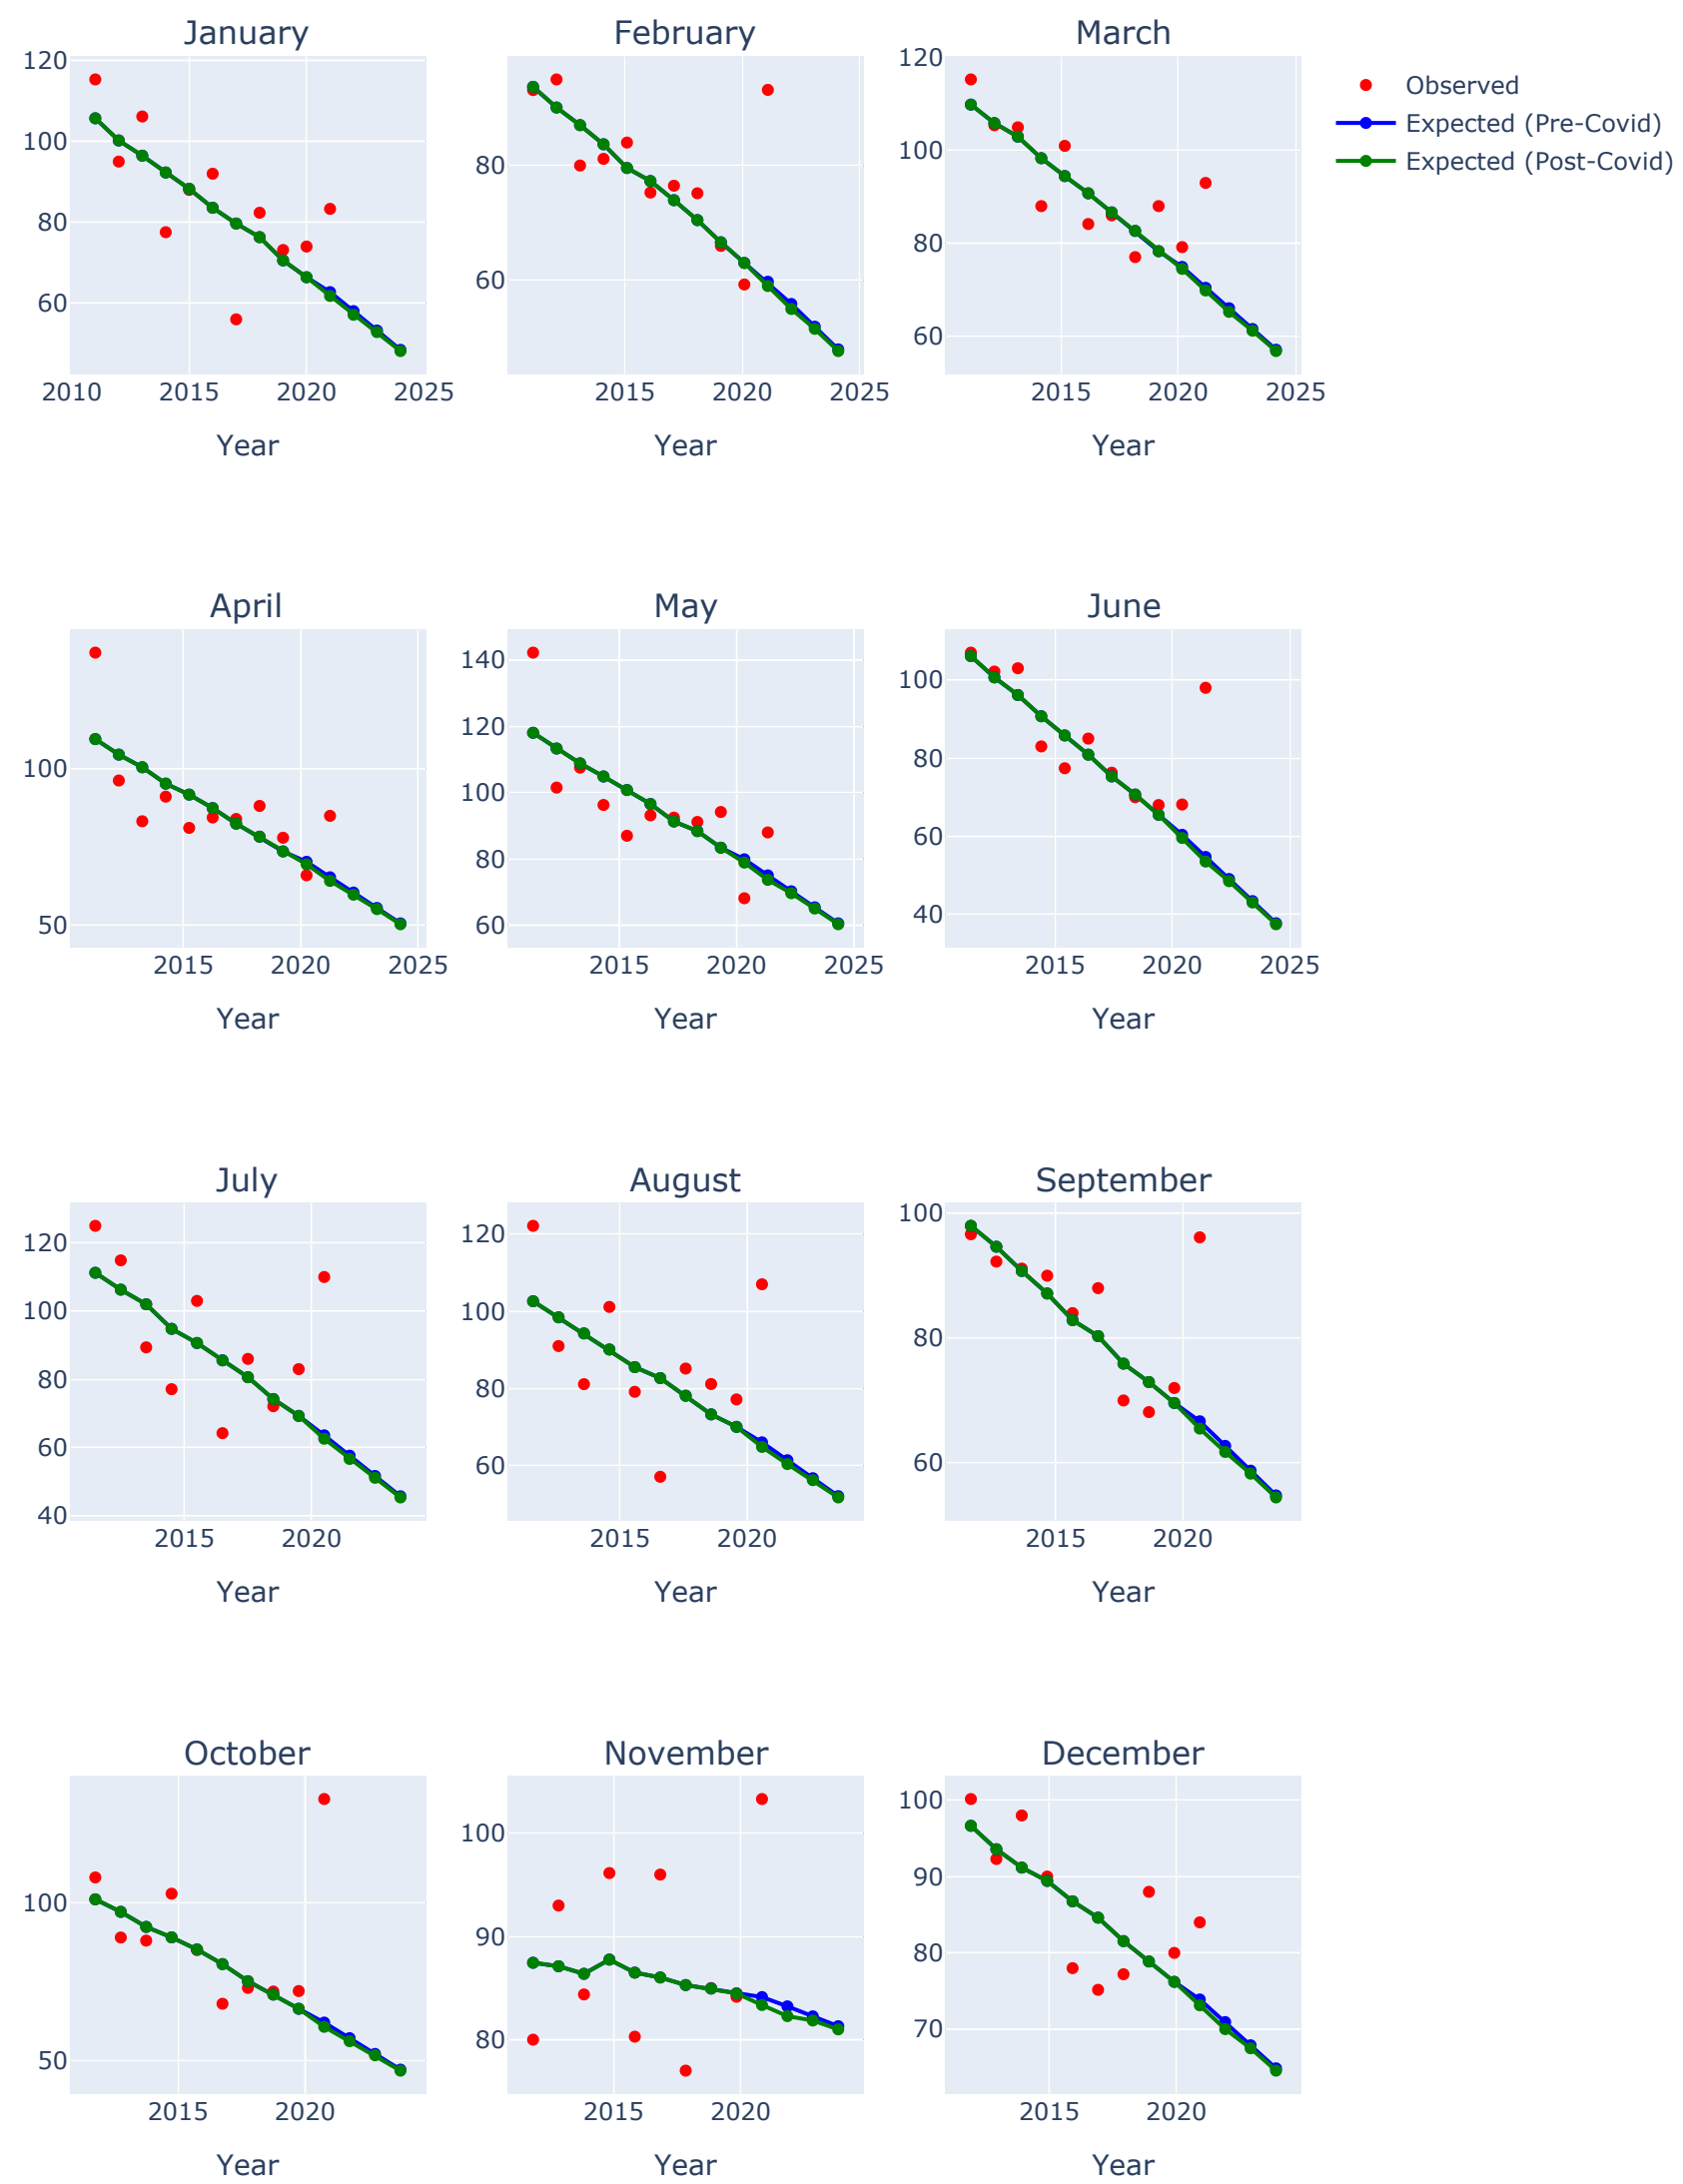 January
February
March
120
100
80
60
2010
2015
2020
2025
Year
80
60
2015
2020
2025
Year
120
100
80
60
2015
2020
2025
Year
Observed
Expected (Pre-Covid)
Expected (Post-Covid)
April
May
June
100
50
2015
2020
2025
Year
140
120
100
80
60
2015
2020
2025
Year
100
80
60
40
2015
2020
2025
Year
July
August
September
120
100
80
60
40
2015
2020
Year
120
100
80
60
2015
2020
Year
100
80
60
2015
2020
Year
October
November
December
100
50
2015
2020
Year
100
90
80
2015
2020
Year
100
90
80
70
2015
2020
Year